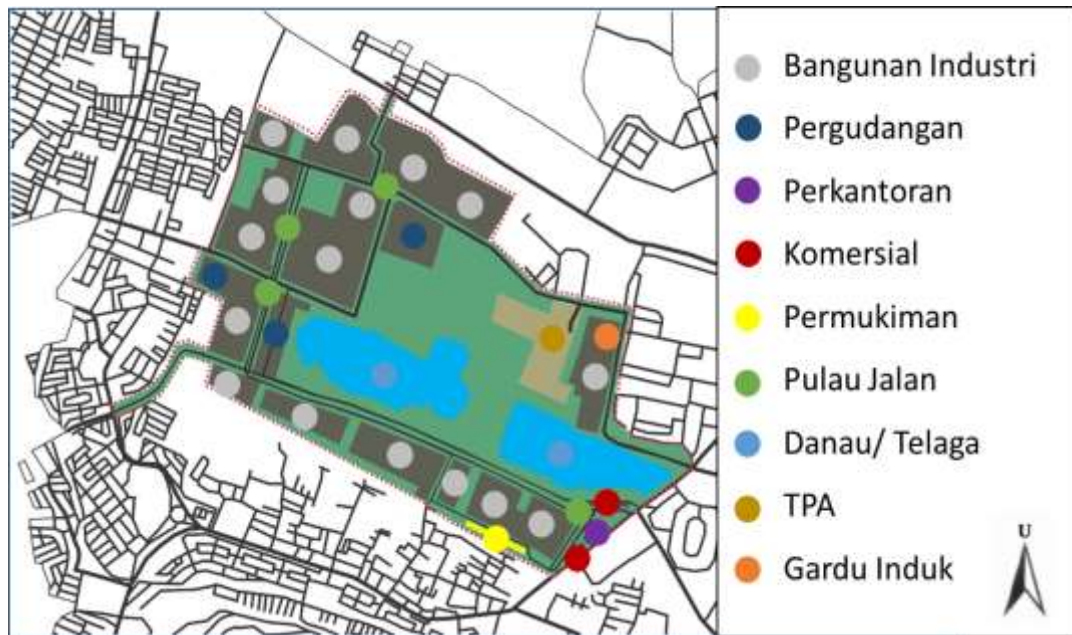 Bangunan Industri
Pergudangan
Perkantoran
Komersial
Permukiman
Pulau Jalan
Danau/ Telaga
TPA
Gardu Induk
U